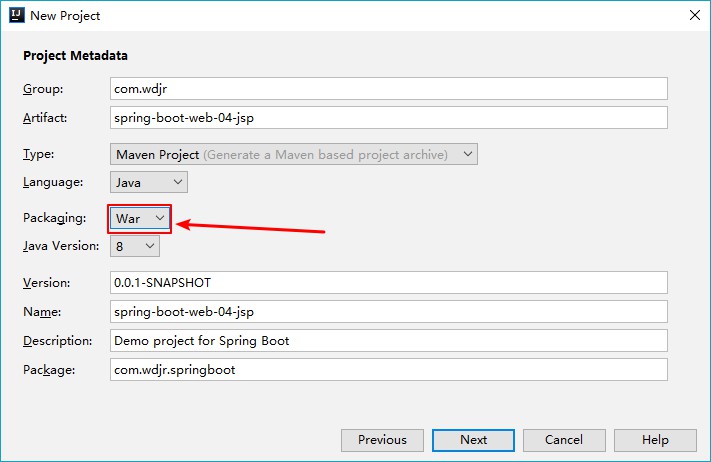 IJ New Project
Project Metadata
Group: com.wdjr
Artifact: spring-boot-web-04-jsp
Type: Maven Project (Generate a Maven based project archive)
Language: Java
Packaging: War
Java Version: 8
Version: 0.0.1-SNAPSHOT
Name: spring-boot-web-04-jsp
Description: Demo project for Spring Boot
Package: com.wdjr.springboot
Previous Next Cancel Help